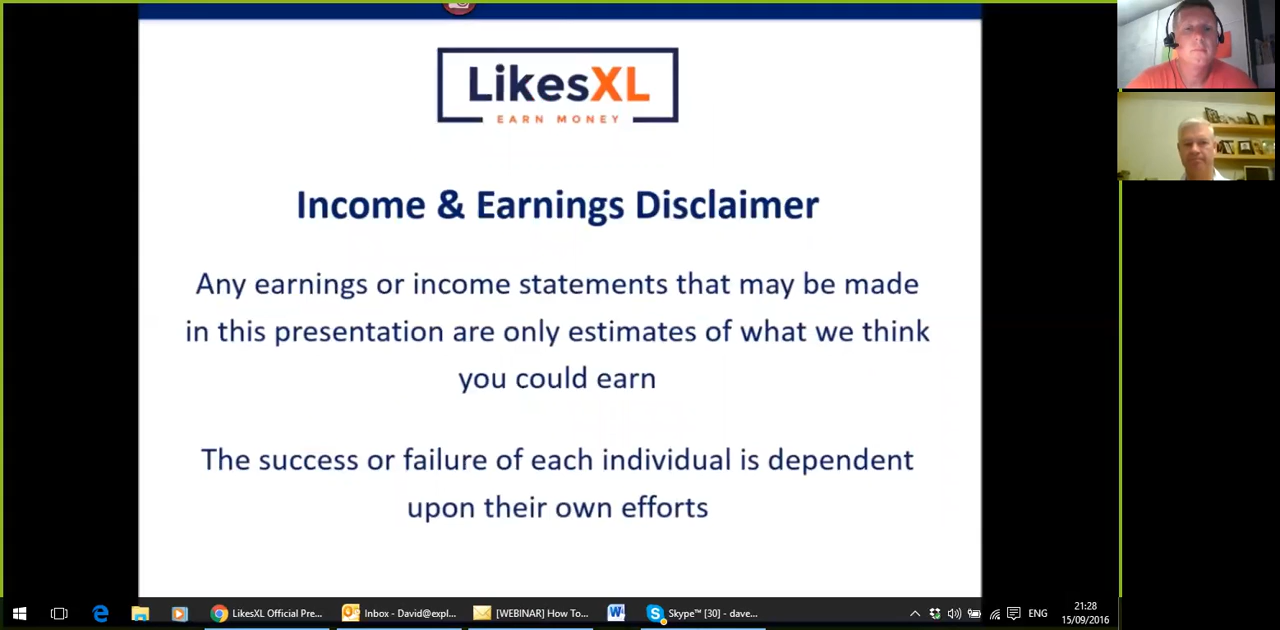 LikesXL
EARN MONEY
Income & Earnings Disclaimer
Any earnings or income statements that may be made
in this presentation are only estimates of what we think
you could earn
The success or failure of each individual is dependent
upon their own efforts
LikesXL Official Pre...
Inbox - David@expl...
[WEBINAR] How To...
Skype™ [30] - dave...
ENG
21:28
15/09/2016